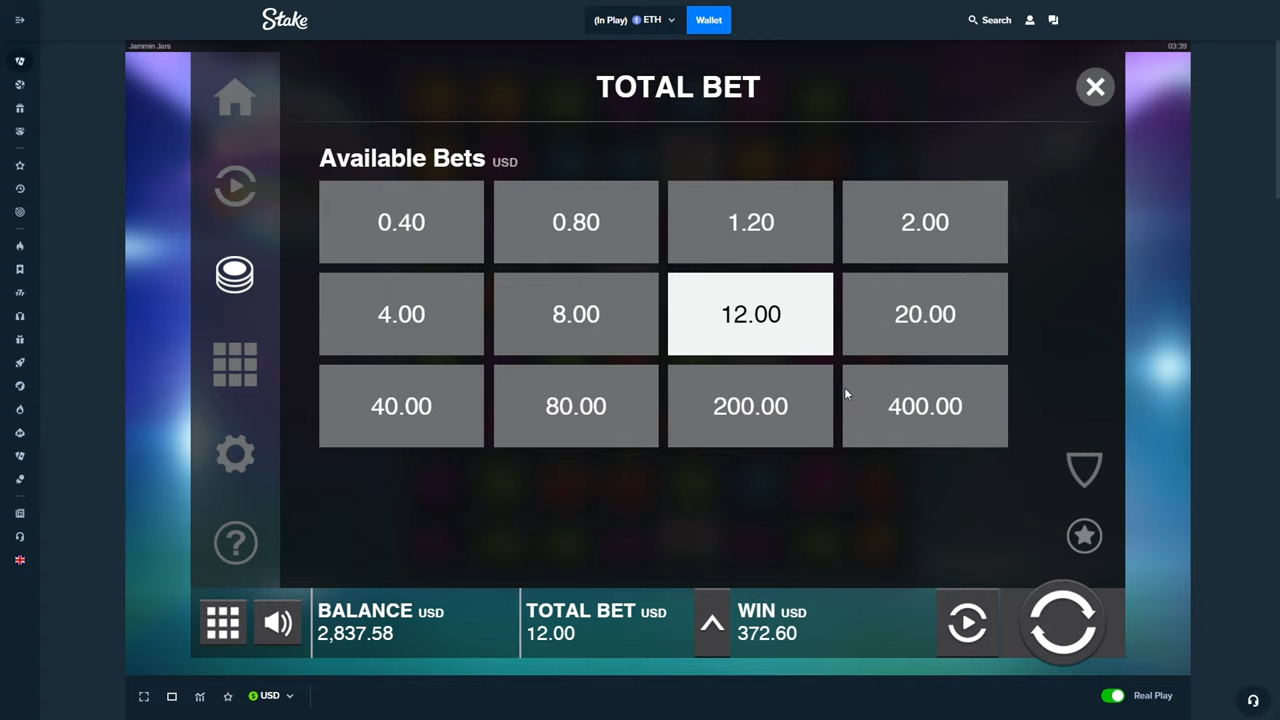 Stake
(In Play) ETH
Wallet
Search
Jammin Jars
03:39
TOTAL BET
Available Bets USD
0.40 0.80 1.20 2.00
4.00 8.00 12.00 20.00
40.00 80.00 200.00 400.00
?
BALANCE USD
2,837.58
TOTAL BET USD
12.00
WIN USD
372.60
USD
Real Play